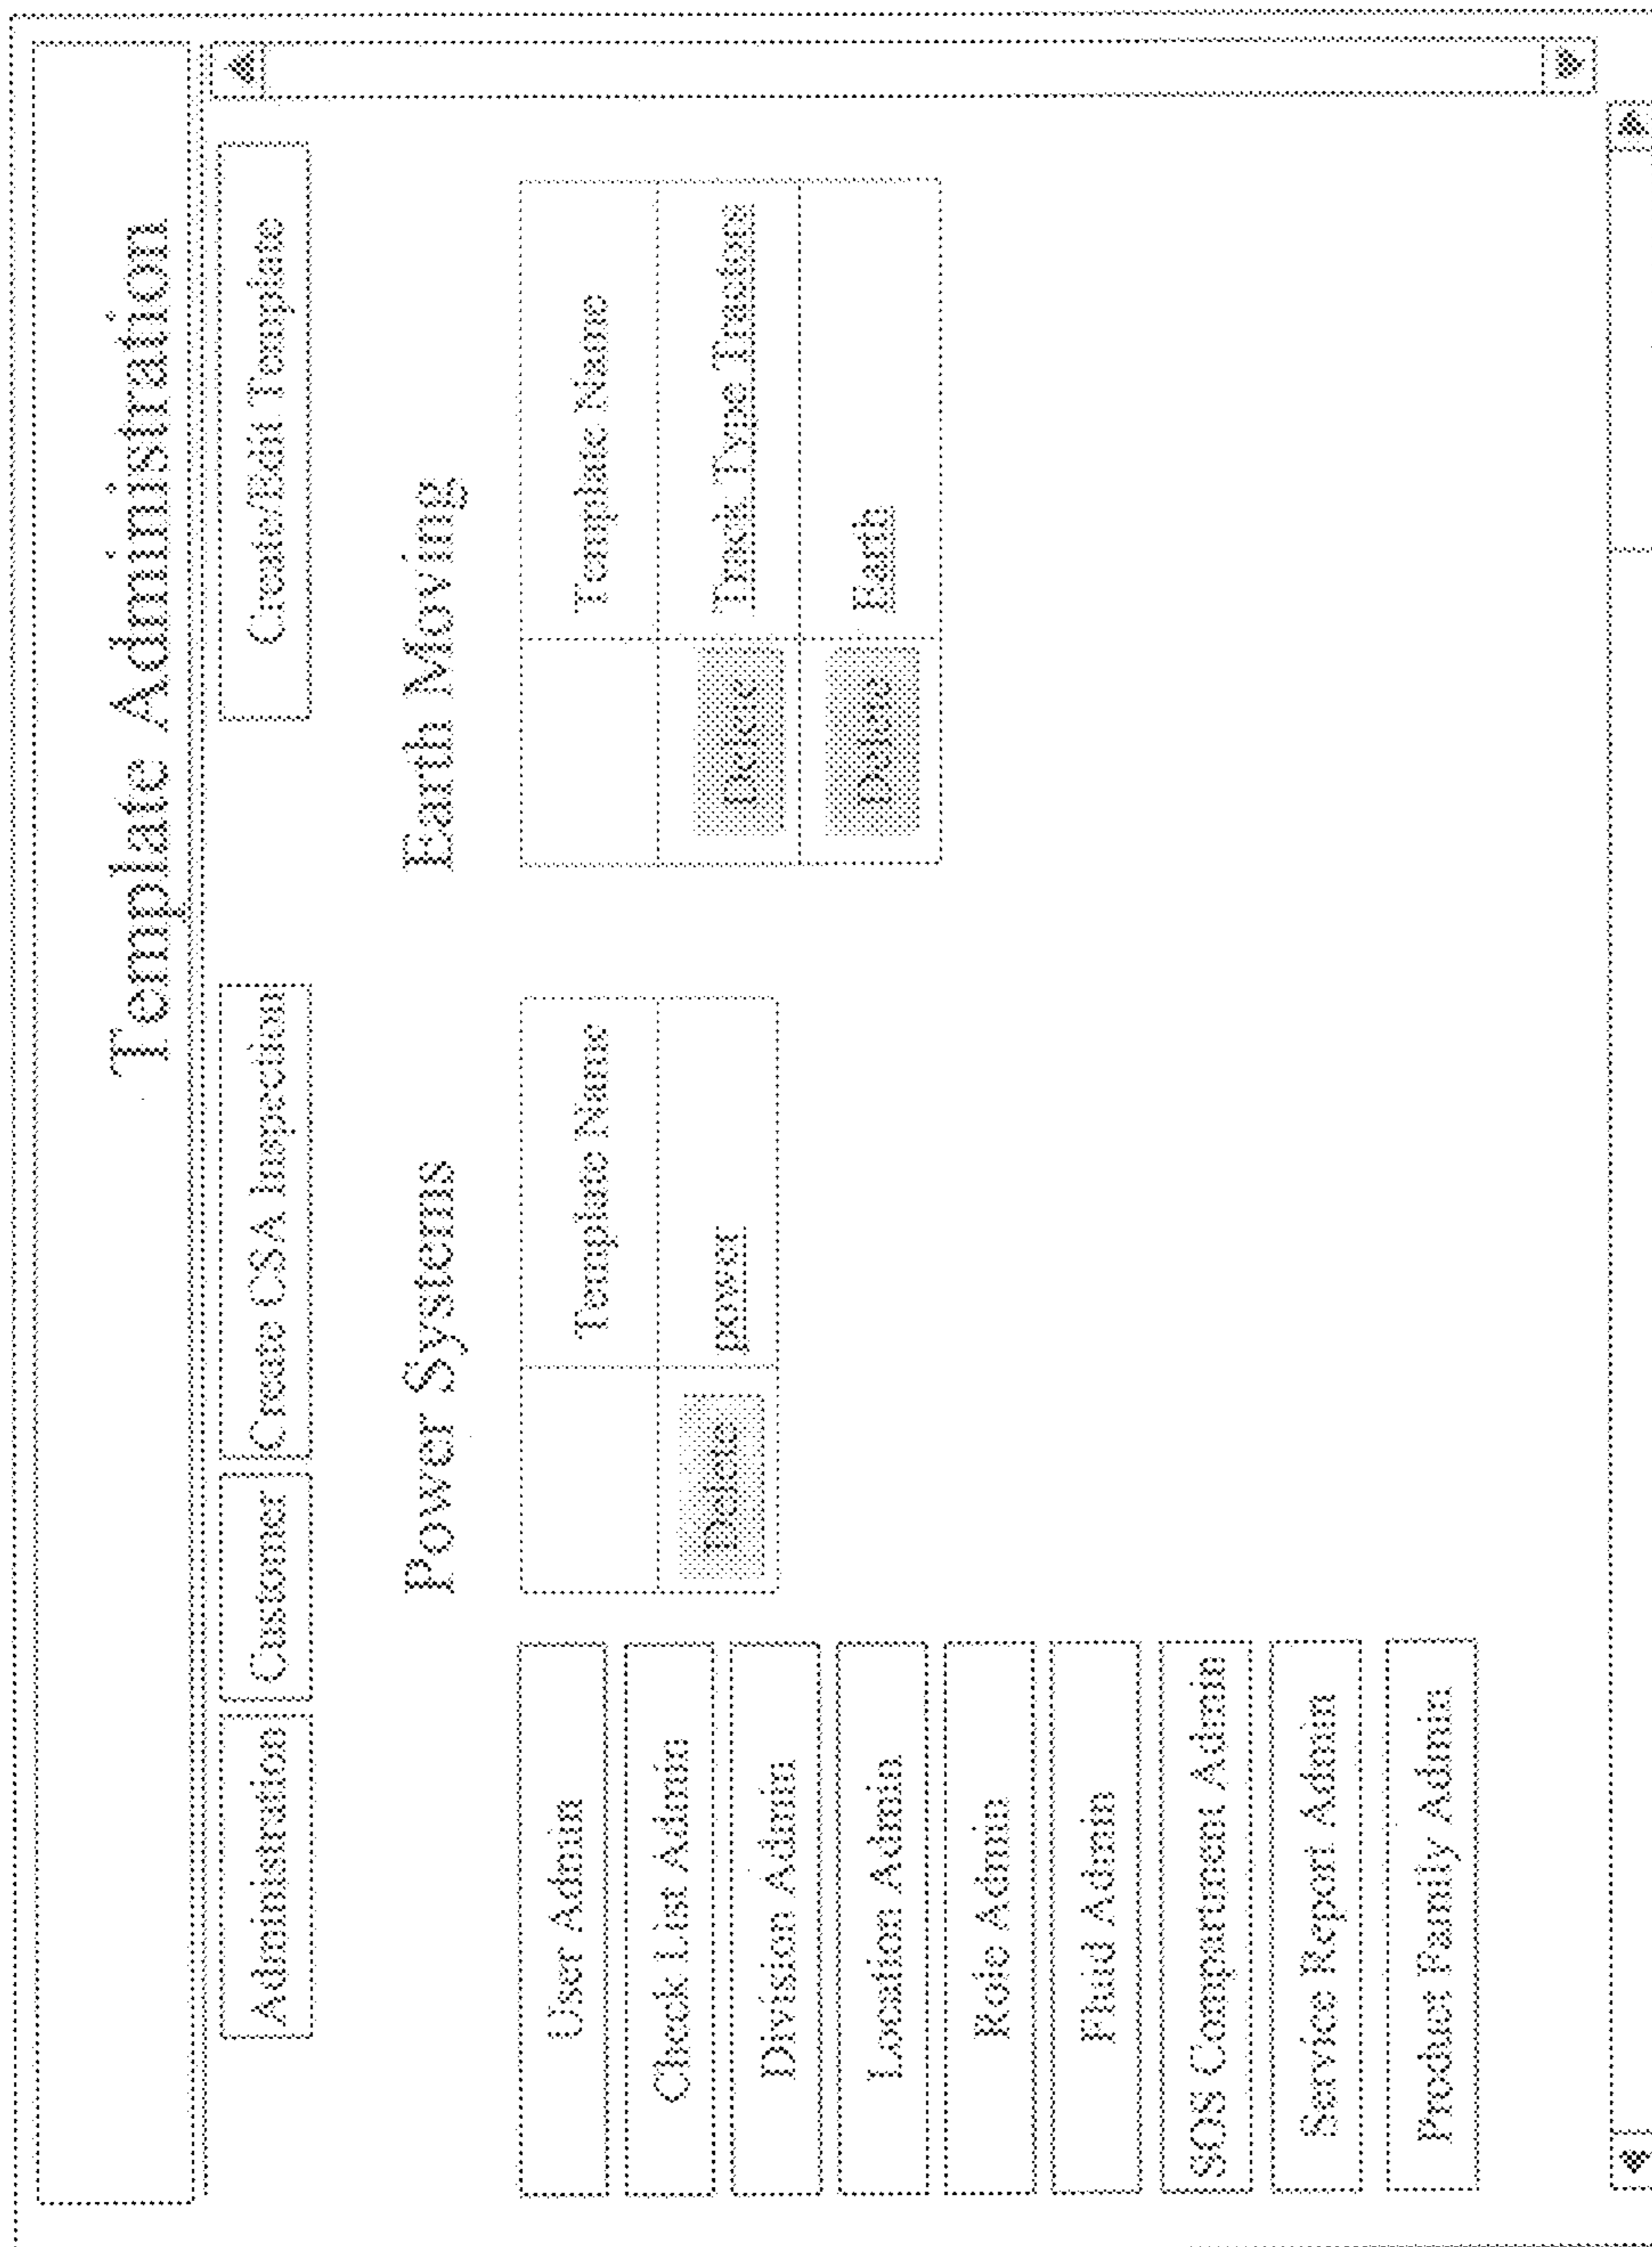 Template Administration
Administration
Customer
Create CSA Inspection
Create/Edit Template
Power Systems
Earth Moving
User Admin
Check List Admin
Division Admin
Location Admin
Role Admin
Fluid Admin
SOS Compartment Admin
Service Report Admin
Product Family Admin
Template Name
Delete
power
Template Name
Delete
Track Type Tractors
Delete
Earth